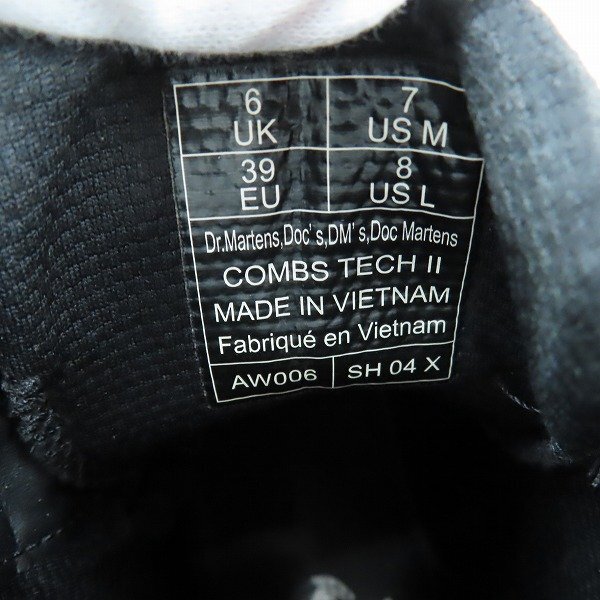 6 7
UK US M
39 8
EU US L
Dr.Martens,Doc's,DM's,Doc Martens
COMBS TECH II
MADE IN VIETNAM
Fabriqué en Vietnam
AW006 SH 04 X